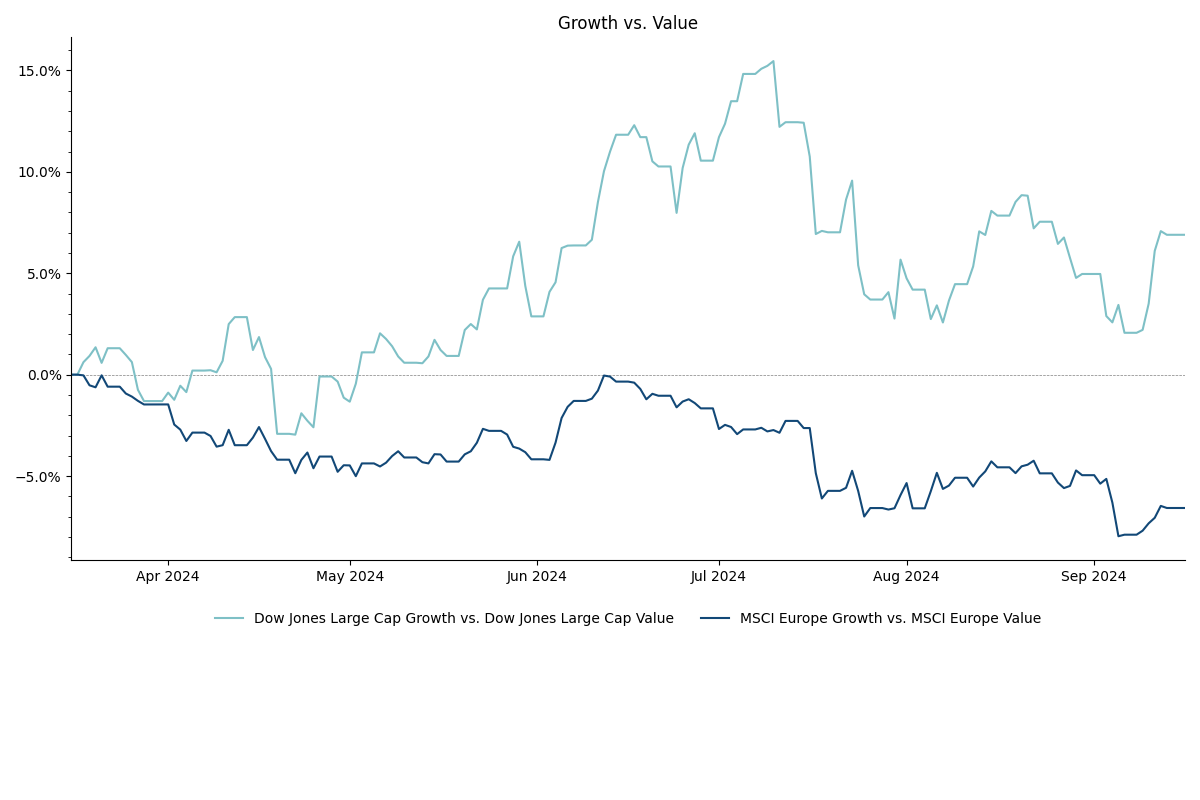 Growth vs. Value
15.0%
10.0%
5.0%
0.0%
−5.0%
Apr 2024 May 2024 Jun 2024 Jul 2024 Aug 2024 Sep 2024
Dow Jones Large Cap Growth vs. Dow Jones Large Cap Value MSCI Europe Growth vs. MSCI Europe Value